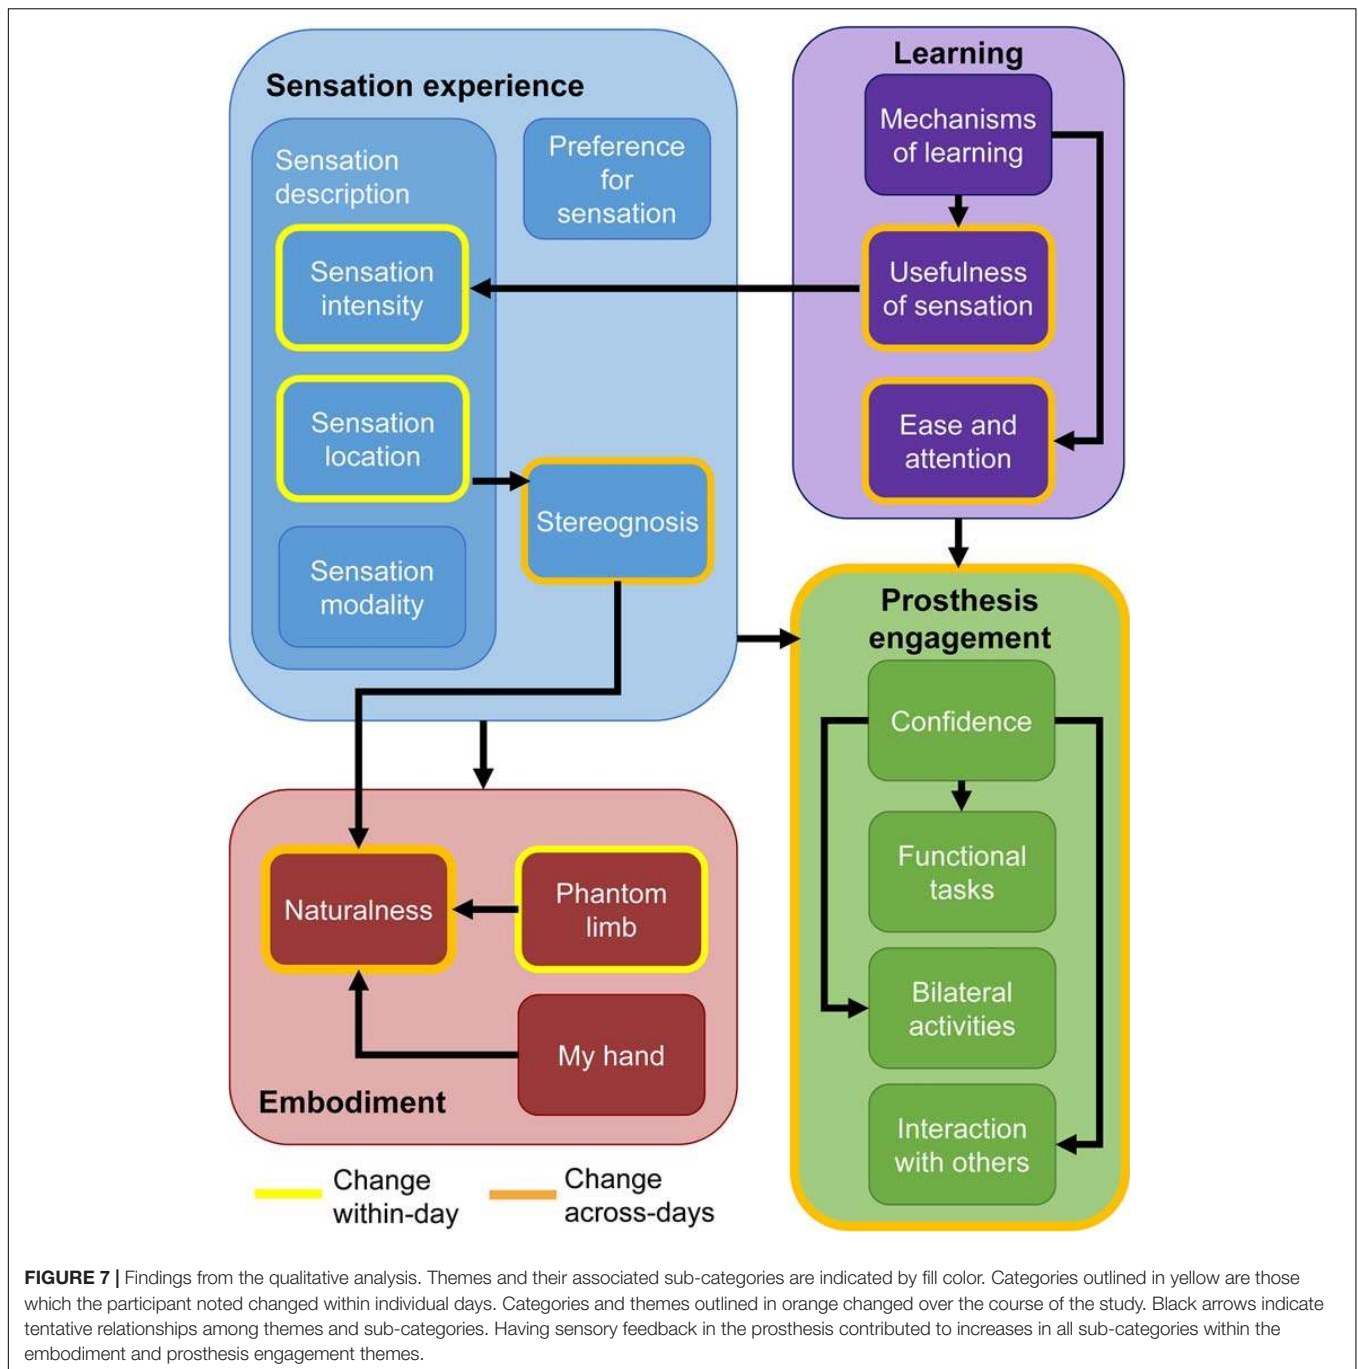 Sensation experience
Sensation
description
Sensation
intensity
Sensation
location
Sensation
modality
Preference
for
sensation
Stereognosis
Learning
Mechanisms
of learning
Usefulness
of sensation
Ease and
attention
Prosthesis
engagement
Confidence
Functional
tasks
Bilateral
activities
Interaction
with others
Naturalness
Phantom
limb
My hand
Embodiment
Change
within-day
Change
across-days
FIGURE 7 | Findings from the qualitative analysis. Themes and their associated sub-categories are indicated by fill color. Categories outlined in yellow are those
which the participant noted changed within individual days. Categories and themes outlined in orange changed over the course of the study. Black arrows indicate
tentative relationships among themes and sub-categories. Having sensory feedback in the prosthesis contributed to increases in all sub-categories within the
embodiment and prosthesis engagement themes.